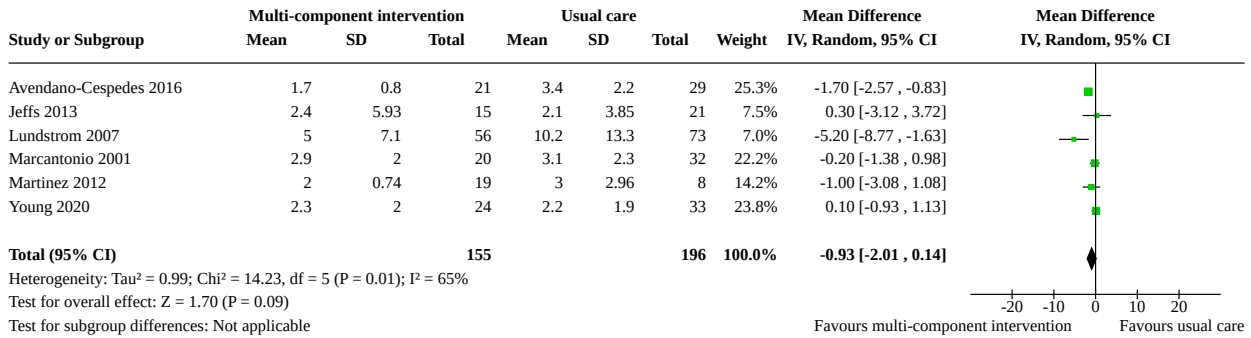 Multi-component intervention Usual care Mean Difference Mean Difference
Study or Subgroup Mean SD Total Mean SD Total Weight IV, Random, 95% CI IV, Random, 95% CI
Avendano-Cespedes 2016 1.7 0.8 21 3.4 2.2 29 25.3% -1.70 [-2.57 , -0.83]
Jeffs 2013 2.4 5.93 15 2.1 3.85 21 7.5% 0.30 [-3.12 , 3.72]
Lundstrom 2007 5 7.1 56 10.2 13.3 73 7.0% -5.20 [-8.77 , -1.63]
Marcantonio 2001 2.9 2 20 3.1 2.3 32 22.2% -0.20 [-1.38 , 0.98]
Martinez 2012 2 0.74 19 3 2.96 8 14.2% -1.00 [-3.08 , 1.08]
Young 2020 2.3 2 24 2.2 1.9 33 23.8% 0.10 [-0.93 , 1.13]
Total (95% CI) 155 196 100.0% -0.93 [-2.01 , 0.14]
Heterogeneity: Tau² = 0.99; Chi² = 14.23, df = 5 (P = 0.01); I² = 65%
Test for overall effect: Z = 1.70 (P = 0.09) -20 -10 0 10 20
Test for subgroup differences: Not applicable Favours multi-component intervention Favours usual care